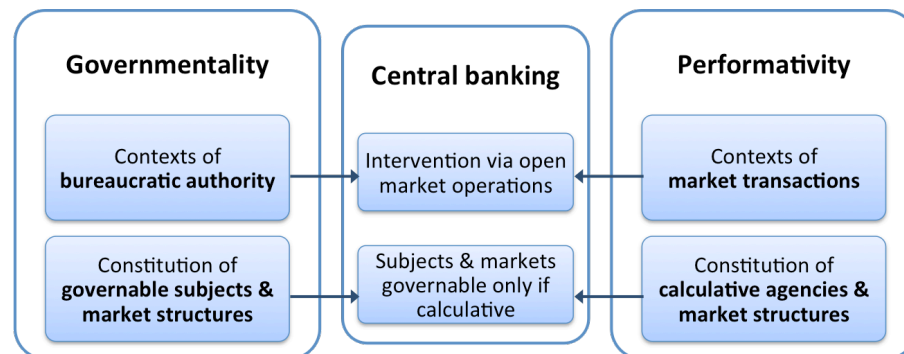 Governmentality
Contexts of
bureaucratic authority
Constitution of
governable subjects &
market structures
Central banking
Intervention via open
market operations
Subjects & markets
governable only if
calculative
Performativity
Contexts of
market transactions
Constitution of
calculative agencies &
market structures